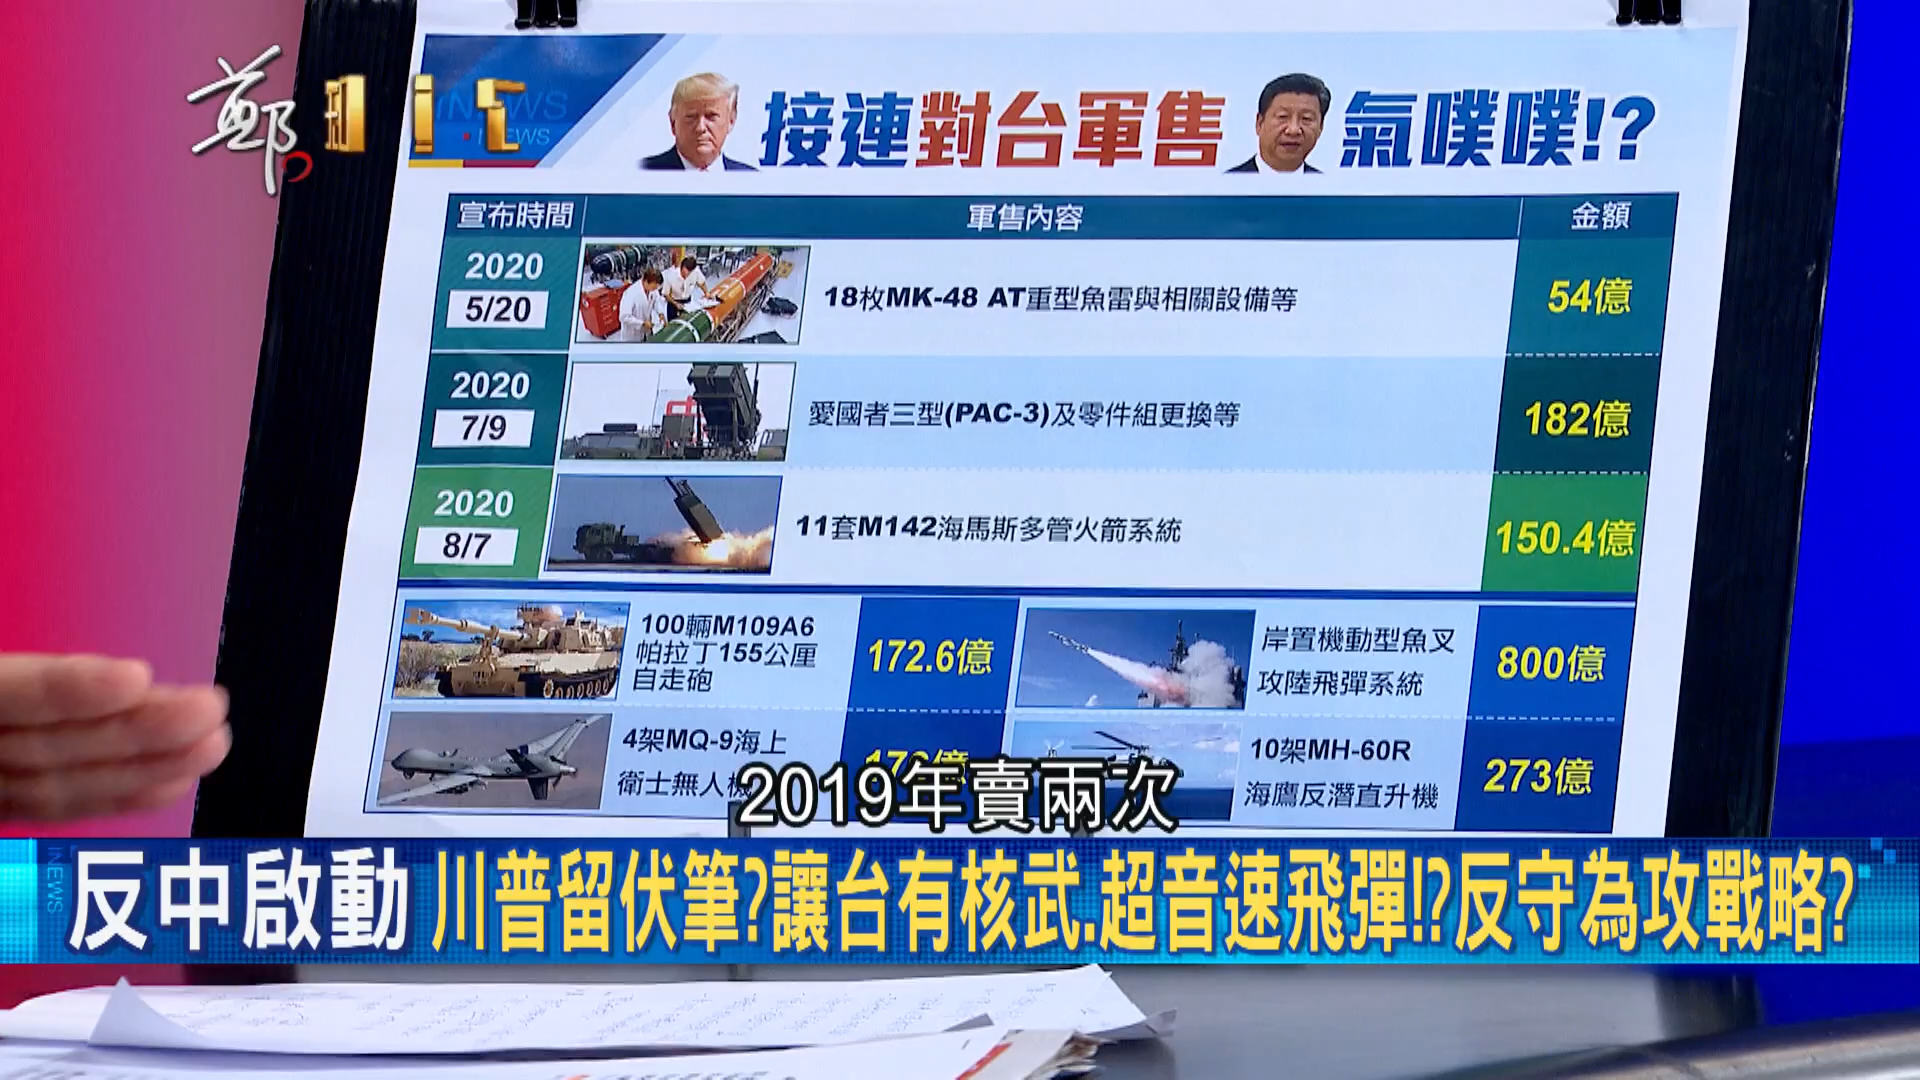 鄭知道了
iNEWS
NEWS
接連對台軍售 氣噗噗!?
宣布時間 軍售內容 金額
2020
5/20
18枚MK-48 AT重型魚雷與相關設備等
54億
2020
7/9
愛國者三型(PAC-3)及零件組更換等
182億
2020
8/7
11套M142海馬斯多管火箭系統
150.4億
100輛M109A6
帕拉丁155公厘
自走砲
172.6億
岸置機動型魚叉
攻陸飛彈系統
800億
4架MQ-9海上
衛士無人機
10架MH-60R
海鷹反潛直升機
273億
2019年賣兩次
iNEWS
反中啟動 川普留伏筆?讓台有核武.超音速飛彈!?反守為攻戰略?